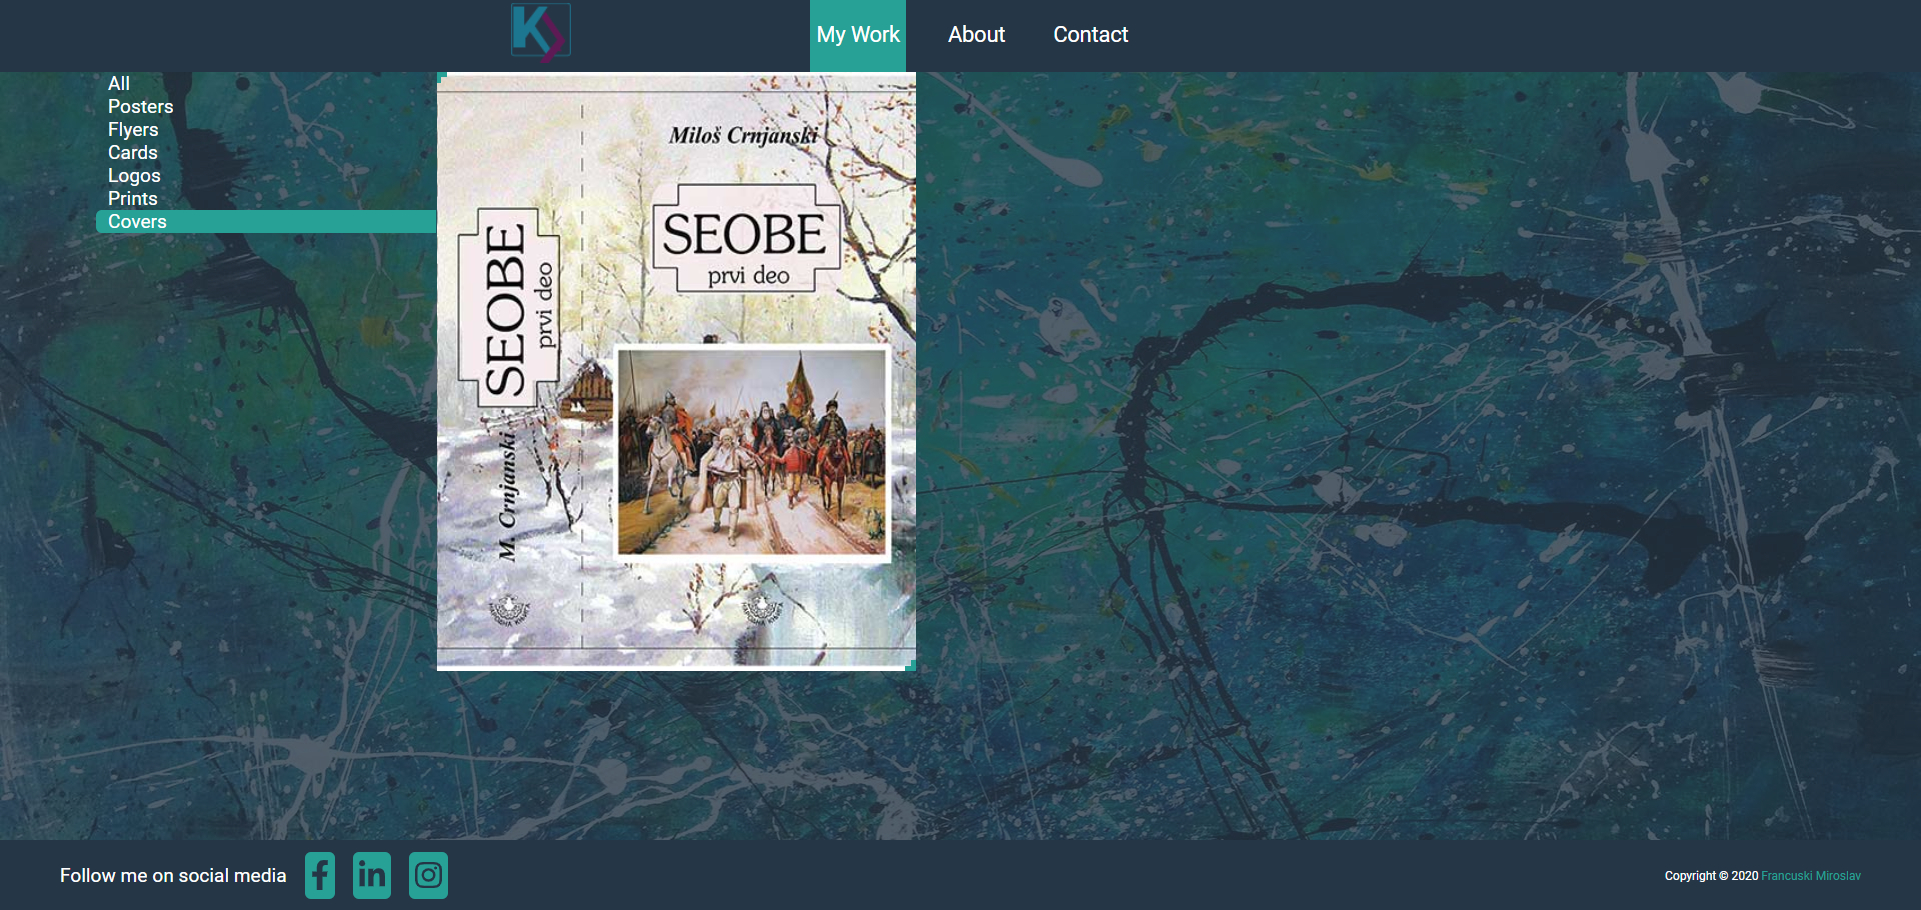 My Work
About
Contact
All
Posters
Flyers
Cards
Logos
Prints
Covers
Miloš Crnjanski
SEOBE
prvi deo
SEOBE
prvi deo
M. Crnjanski
Follow me on social media
Copyright © 2020 Francuski Miroslav